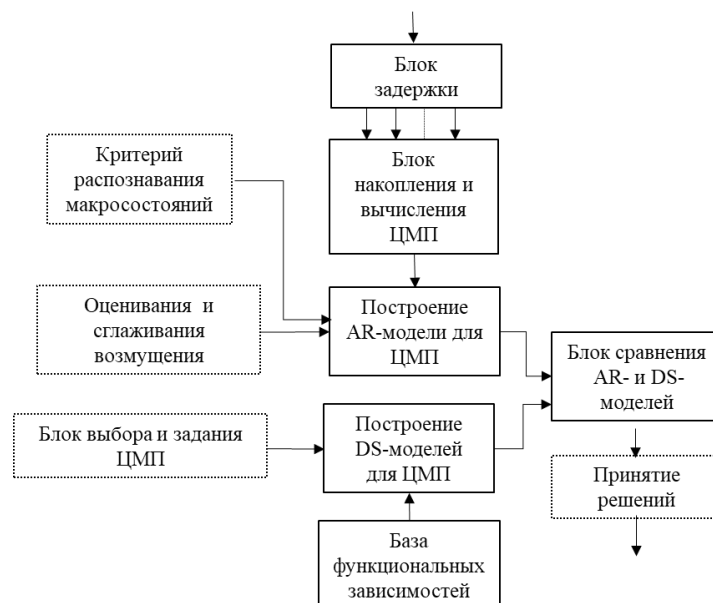 Блок
задержки
Критерий
распознавания
макросостояний
Блок
накопления и
вычисления
ЦМП
Оценивания и
сглаживания
возмущения
Построение
AR-модели для
ЦМП
Блок сравнения
AR- и DS-
моделей
Блок выбора и задания
ЦМП
Построение
DS-моделей
для ЦМП
Принятие
решений
База
функциональных
зависимостей